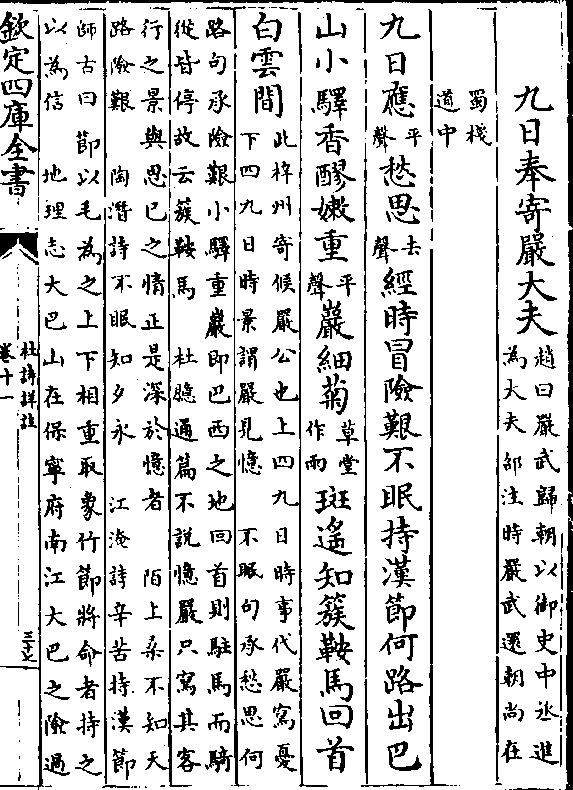 九日奉寄嚴大夫
趙曰嚴武歸朝以御史中丞進
為大夫邵注時嚴武還朝尚在
蜀棧
道中
九日應平聲愁思去聲經時冒險艱不眠持漢節何路出巴
山小驛香醪嫩重平聲巖細菊草堂作雨斑遙知簇鞍馬回首
白雲間
此梓州寄候嚴公也上四九日時事代嚴寫憂
下四九日時景謂嚴見憶 不眠句承愁思何
路句承險艱小驛重巖即巴西之地回首則駐馬而騎
從皆停故云簇鞍馬 杜臆通篇不說憶嚴只寫其客
行之景與思已之情正是深於憶者 陌上桑不知天
路險艱 陶潛詩不眠知夕永 江淹詩辛苦持漢節
師古曰節以毛為之上下相重取象竹節將命者持之
以為信 地理志大巴山在保寧府南江大巴之險過
欽定四庫全書
杜詩詳註
卷十一